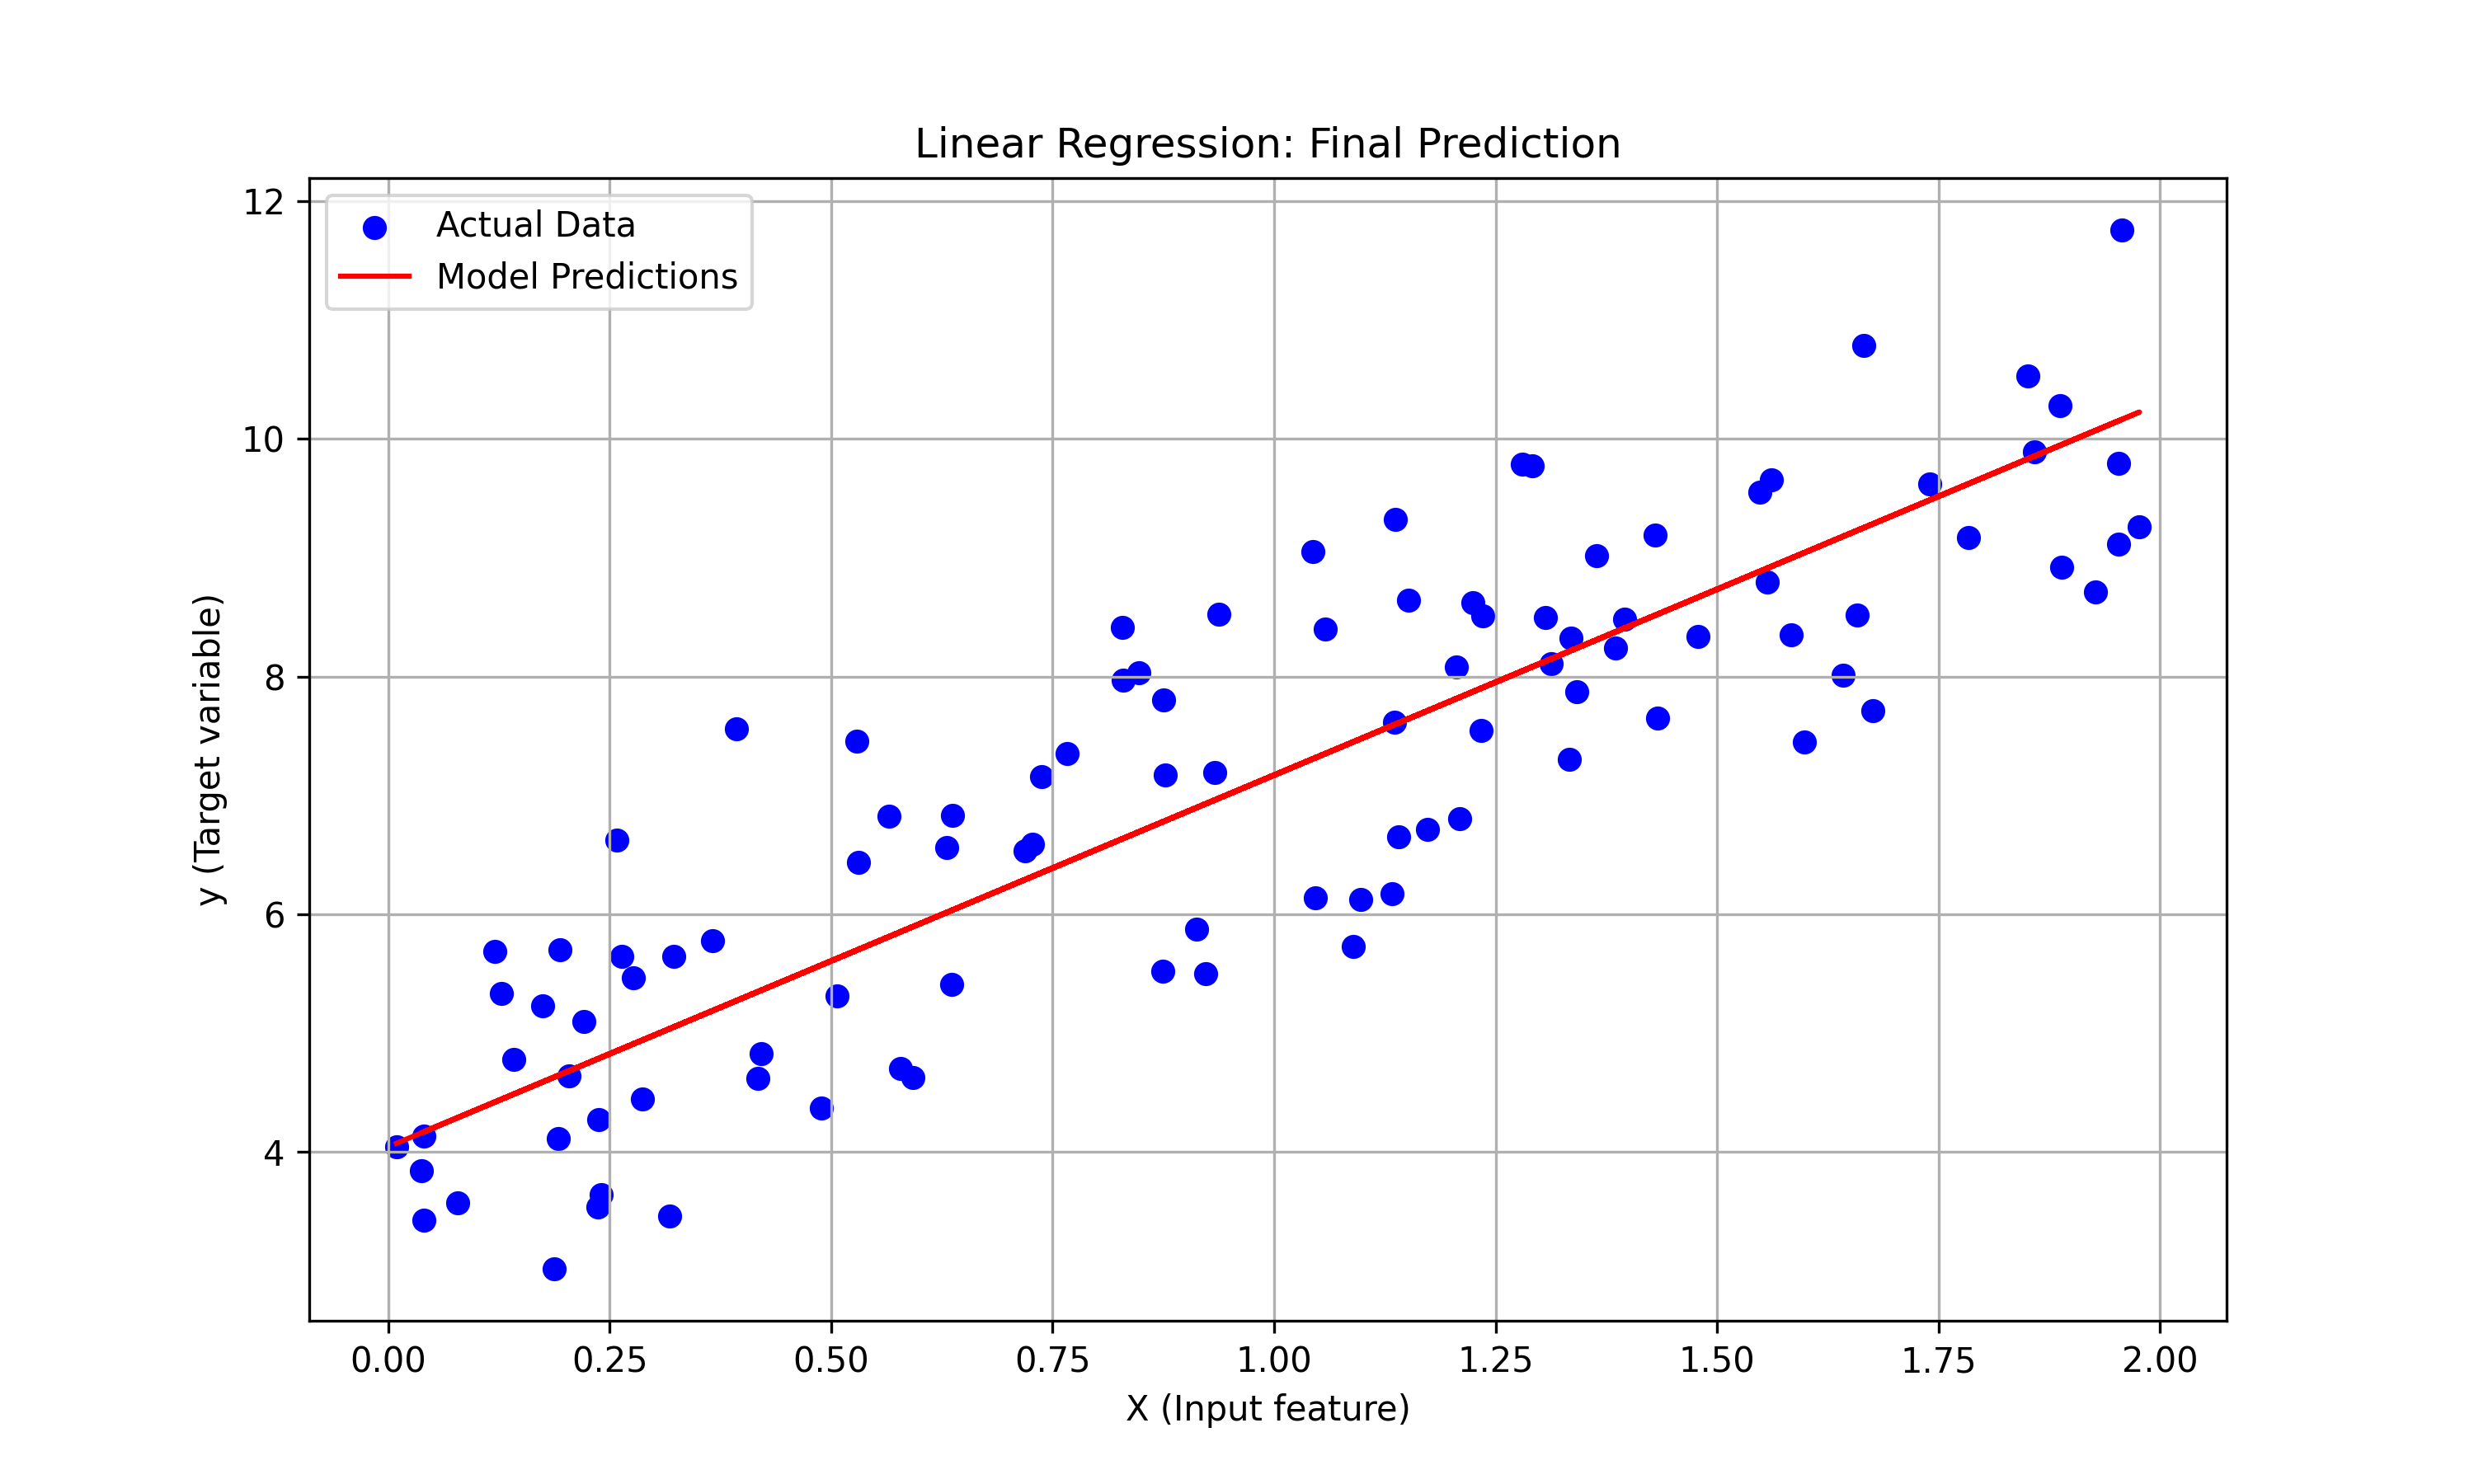 Linear Regression: Final Prediction
Actual Data
Model Predictions
12
10
8
6
4
y (Target variable)
0.00 0.25 0.50 0.75 1.00 1.25 1.50 1.75 2.00
X (Input feature)